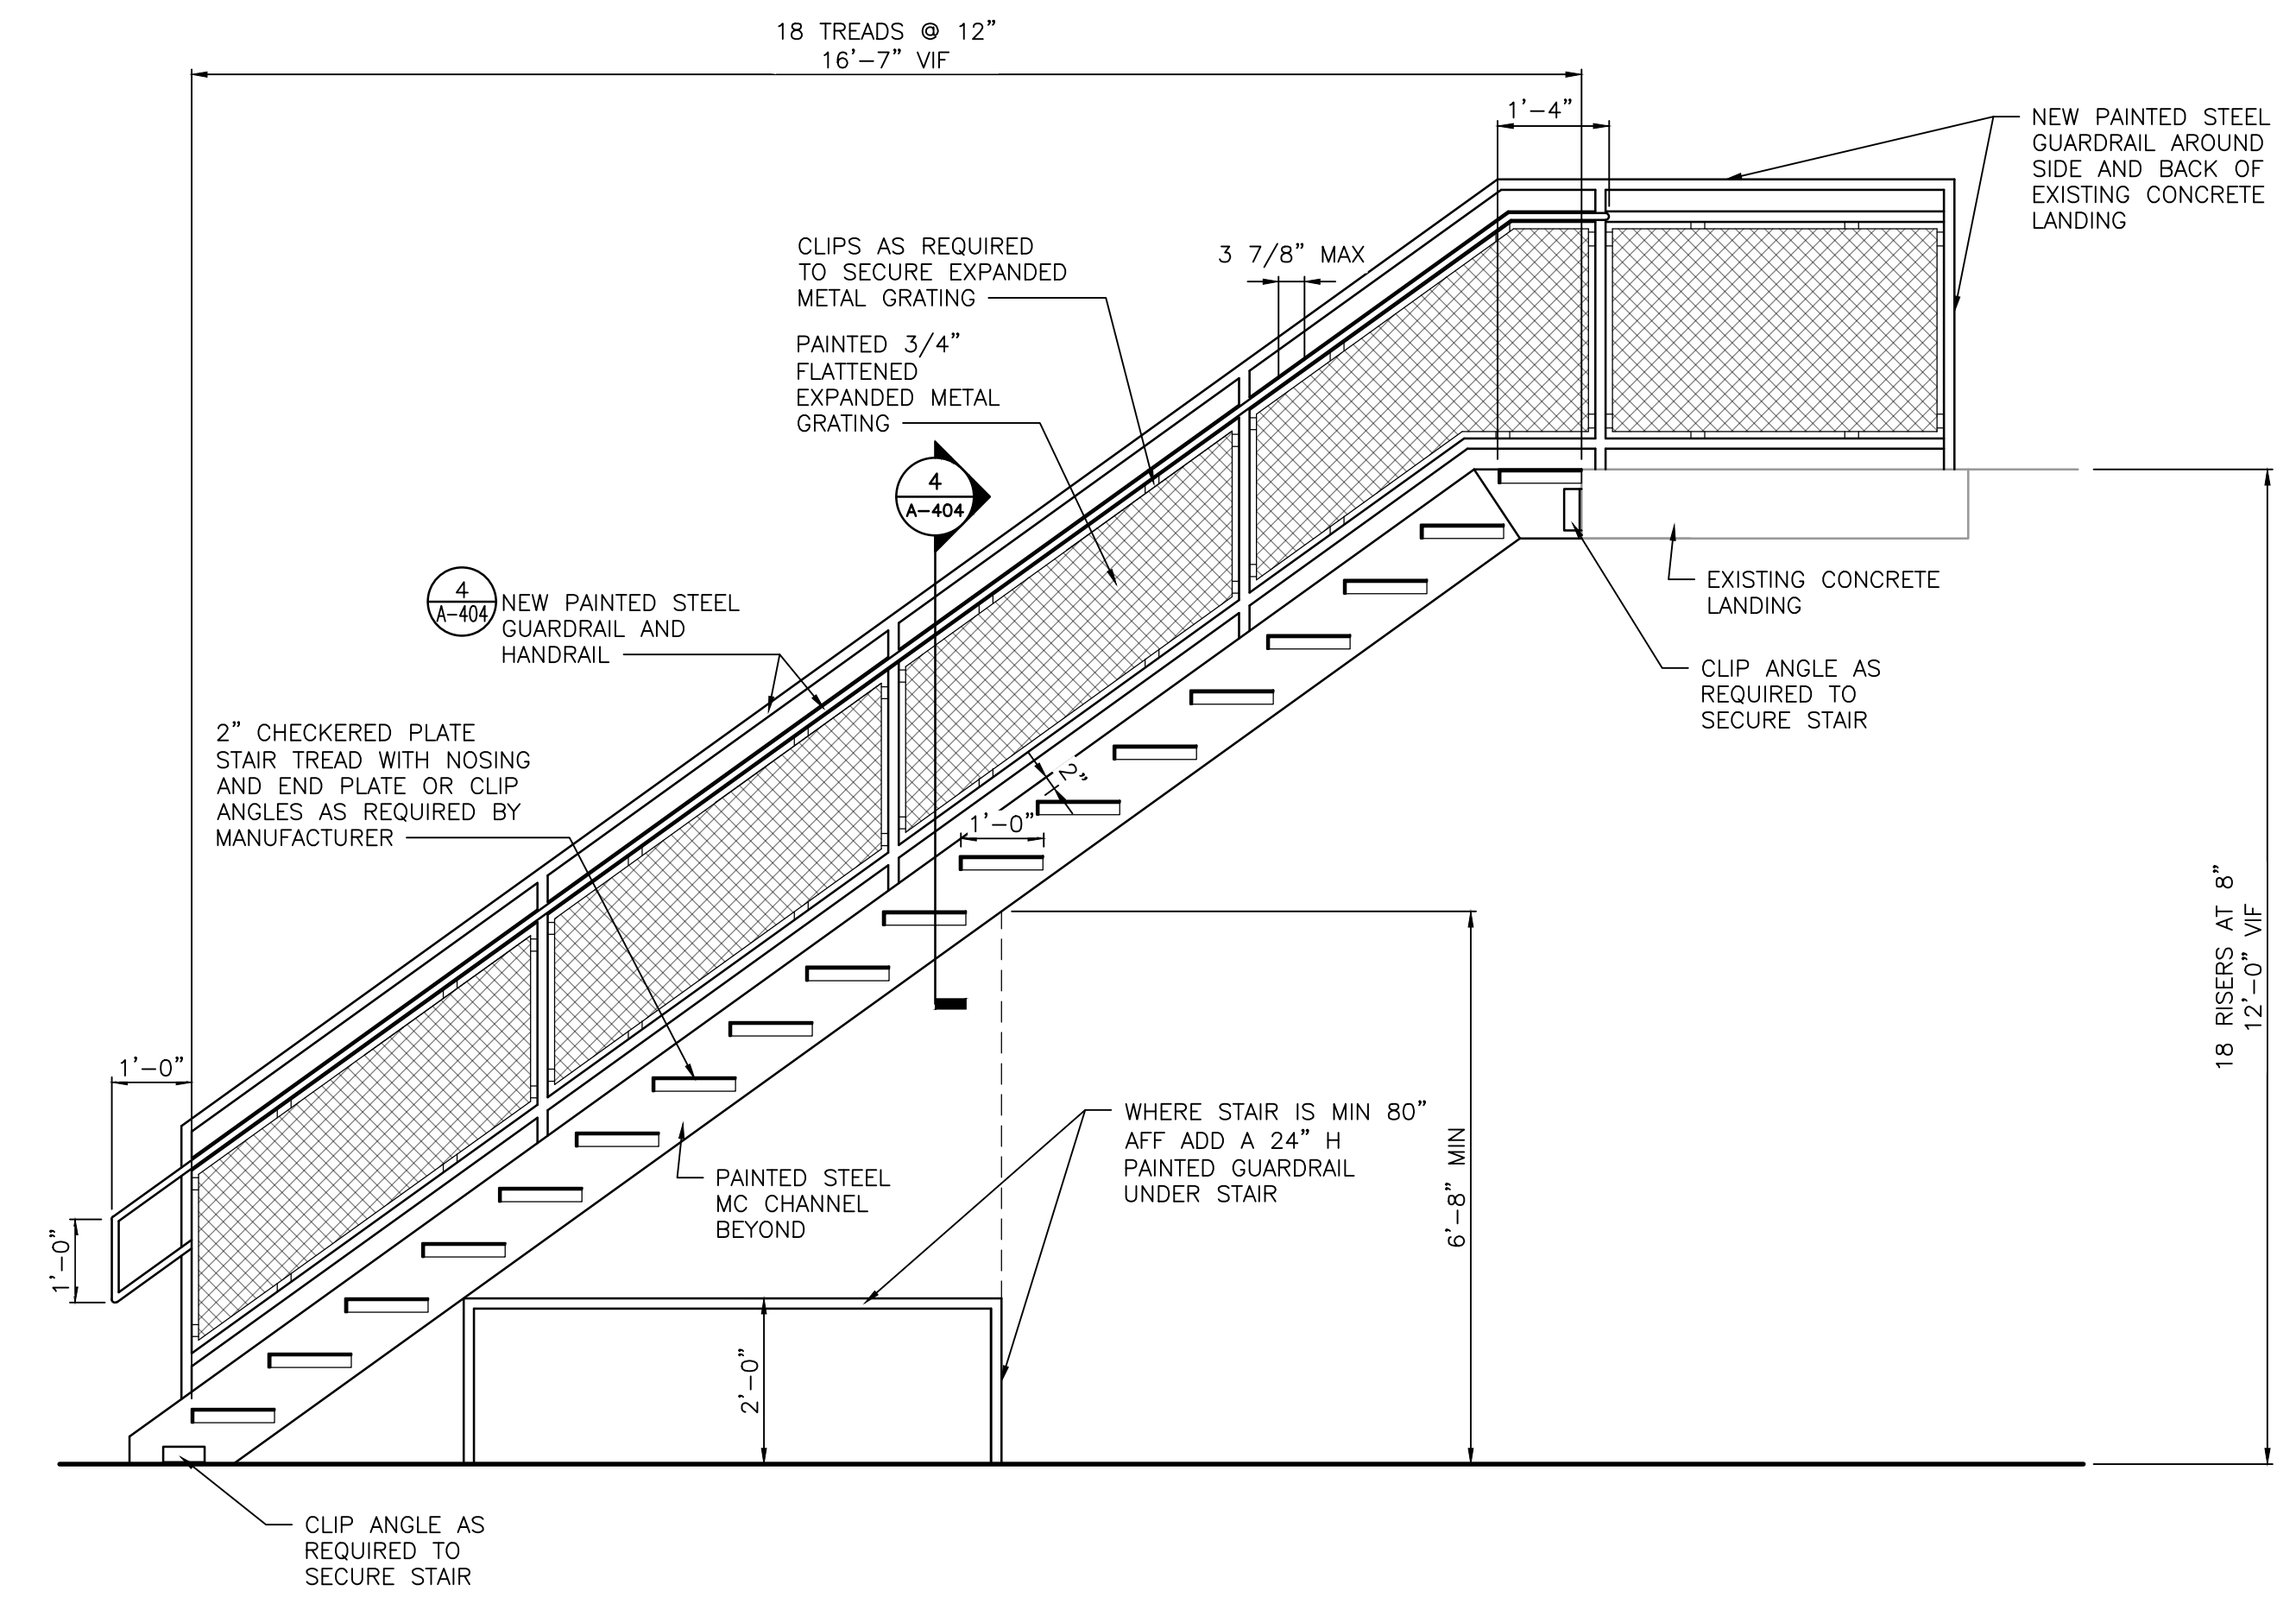 18 TREADS @ 12”
16’-7” VIF
1’-4”
NEW PAINTED STEEL
GUARDRAIL AROUND
SIDE AND BACK OF
EXISTING CONCRETE
LANDING
CLIPS AS REQUIRED
TO SECURE EXPANDED
METAL GRATING
3 7/8” MAX
PAINTED 3/4”
FLATTENED
EXPANDED METAL
GRATING
4
A-404
4
A-404
NEW PAINTED STEEL
GUARDRAIL AND
HANDRAIL
EXISTING CONCRETE
LANDING
CLIP ANGLE AS
REQUIRED TO
SECURE STAIR
2” CHECKERED PLATE
STAIR TREAD WITH NOSING
AND END PLATE OR CLIP
ANGLES AS REQUIRED BY
MANUFACTURER
2”
1’-0”
18 RISERS AT 8”
12’-0” VIF
1’-0”
WHERE STAIR IS MIN 80”
AFF ADD A 24” H
PAINTED GUARDRAIL
UNDER STAIR
6’-8” MIN
PAINTED STEEL
MC CHANNEL
BEYOND
1’-0”
2’-0”
CLIP ANGLE AS
REQUIRED TO
SECURE STAIR